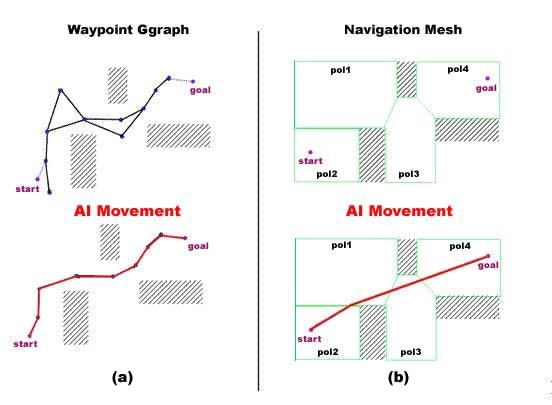 Waypoint Ggraph
goal
start
AI Movement
goal
start
(a)
Navigation Mesh
pol1
pol4
goal
start
pol2
pol3
AI Movement
pol1
pol4
goal
start
pol2
pol3
(b)